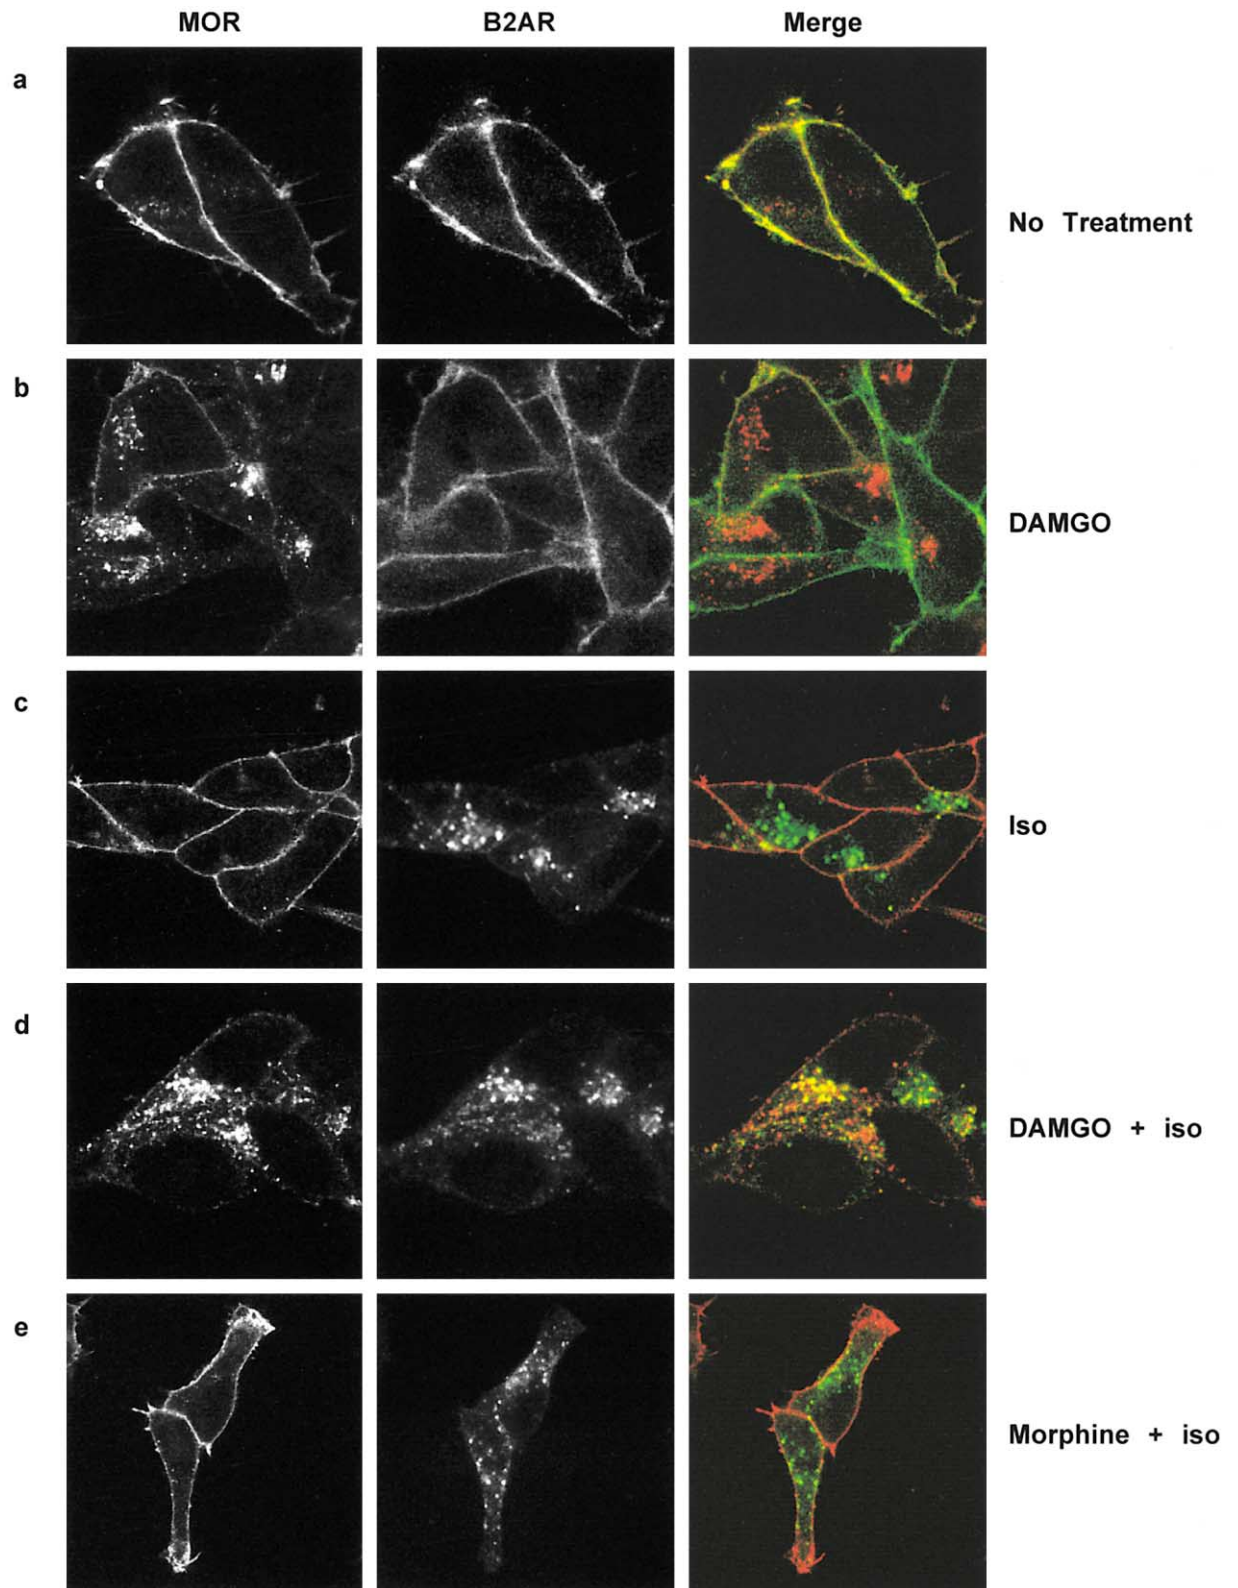 MOR B2AR Merge
a
No Treatment
b
DAMGO
c
Iso
d
DAMGO + iso
e
Morphine + iso